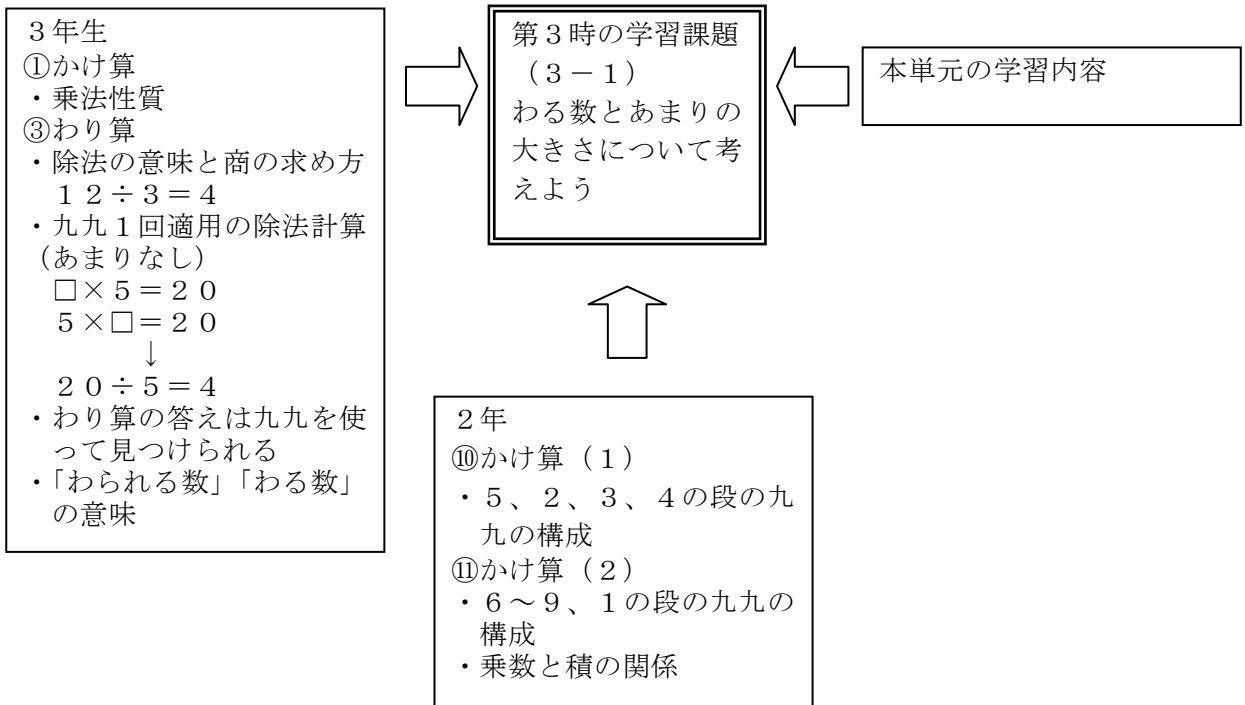 ３年生
①かけ算
・乗法性質
③わり算
・除法の意味と商の求め方
１２÷３＝４
・九九１回適用の除法計算
（あまりなし）
□×５＝２０
５×□＝２０
↓
２０÷５＝４
・わり算の答えは九九を使
って見つけられる
・「わられる数」「わる数」
の意味
第３時の学習課題
（３－１）
わる数とあまりの
大きさについて考
えよう
本単元の学習内容
２年
⑩かけ算（１）
・５、２、３、４の段の九
九の構成
⑪かけ算（２）
・６～９、１の段の九九の
構成
・乗数と積の関係